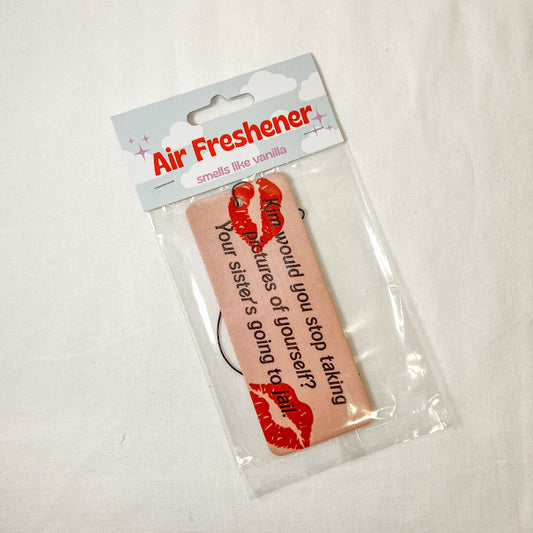 Air Freshener
smells like vanilla
Kim would you stop taking
pictures of yourself?
Your sister's going to jail.